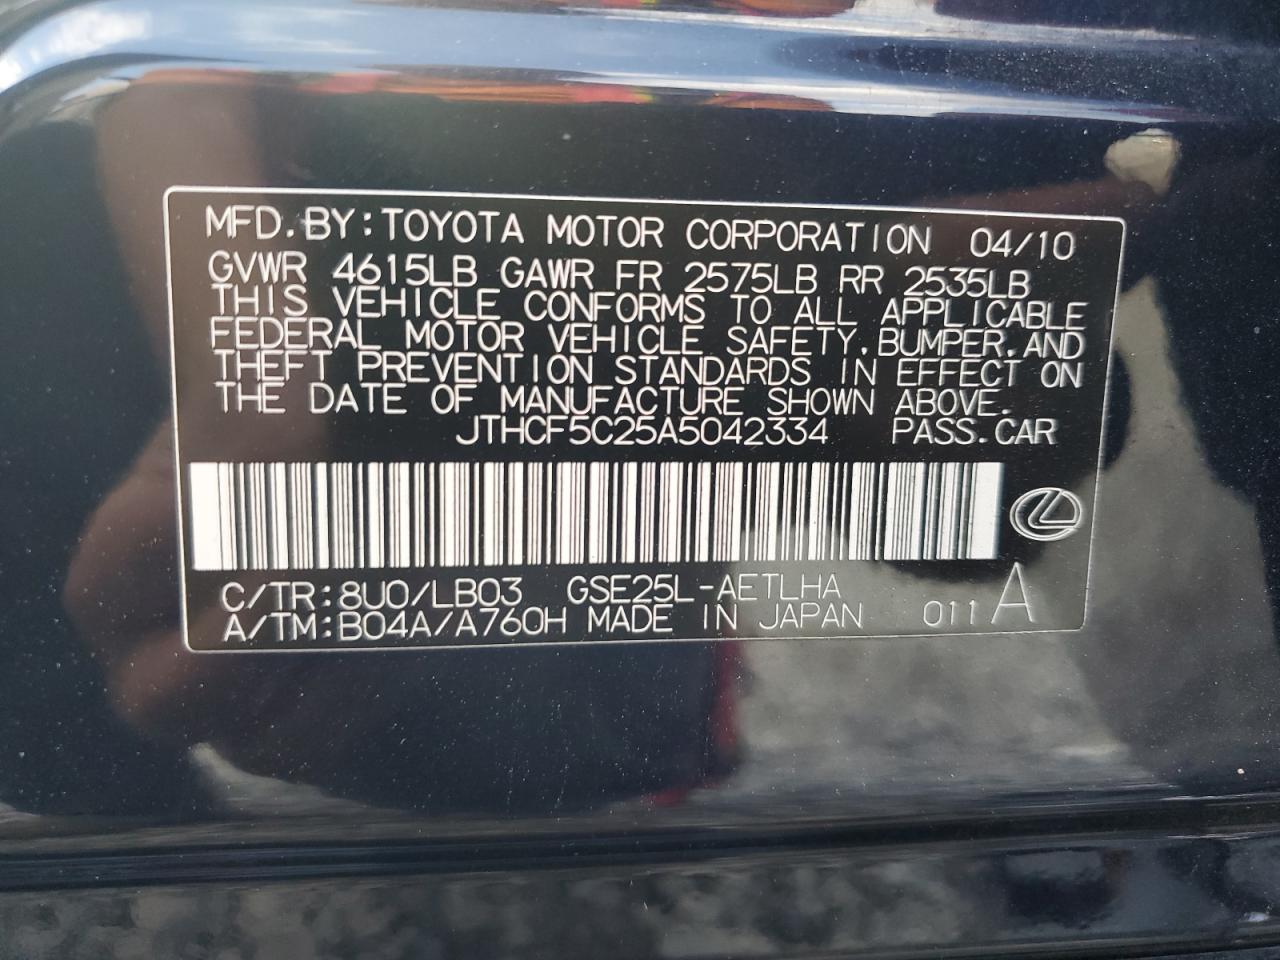 MFD. BY: TOYOTA MOTOR CORPORATION 04/10
GVWR 4615LB GAWR FR 2575LB RR 2535LB
THIS VEHICLE CONFORMS TO ALL APPLICABLE
FEDERAL MOTOR VEHICLE SAFETY, BUMPER, AND
THEFT PREVENTION STANDARDS IN EFFECT ON
THE DATE OF MANUFACTURE SHOWN ABOVE.
JTHCF5C25A5042334 PASS. CAR
C/TR: 8U0/LB03 GSE25L-AETLHA
A/TM: B04A/A760H MADE IN JAPAN 011A